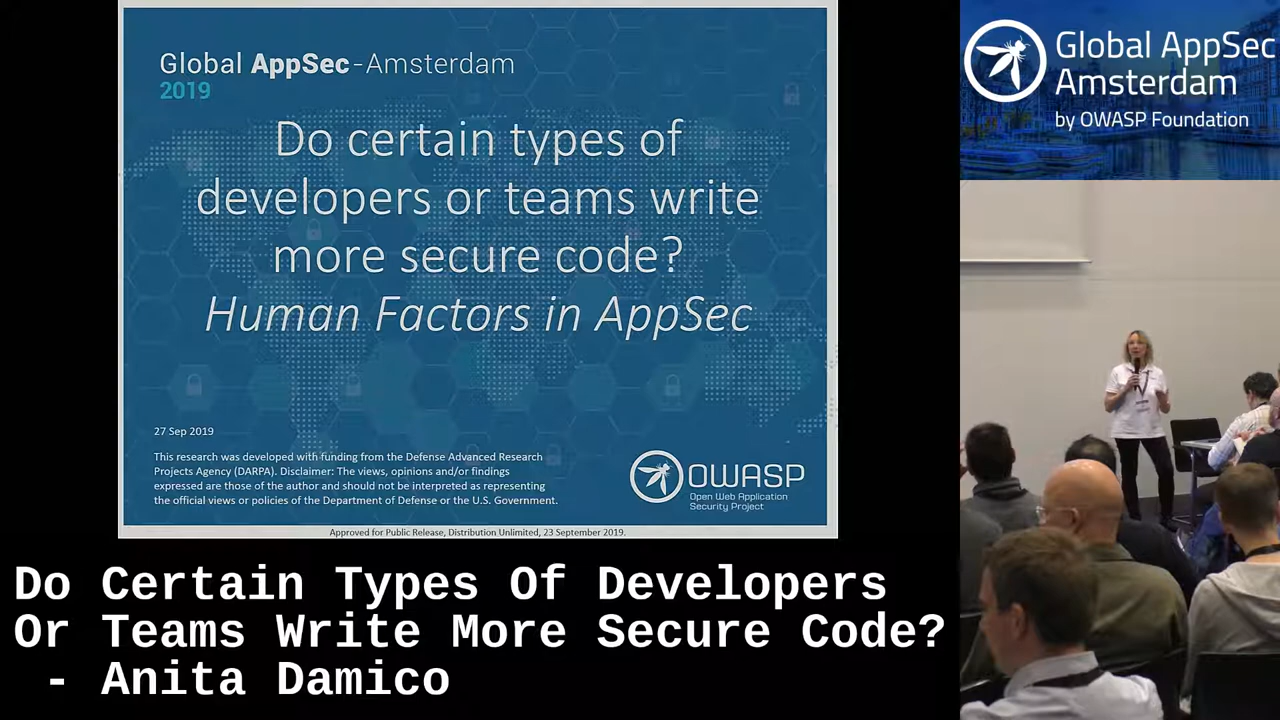 Global AppSec - Amsterdam
2019
Do certain types of
developers or teams write
more secure code?
Human Factors in AppSec
27 Sep 2019
This research was developed with funding from the Defense Advanced Research
Projects Agency (DARPA). Disclaimer: The views, opinions and/or findings
expressed are those of the author and should not be interpreted as representing
the official views or policies of the Department of Defense or the U.S. Government.
OWASP
Open Web Application
Security Project
Approved for Public Release, Distribution Unlimited, 23 September 2019.
Do Certain Types Of Developers
Or Teams Write More Secure Code?
- Anita Damico
Global AppSec
Amsterdam
by OWASP Foundation